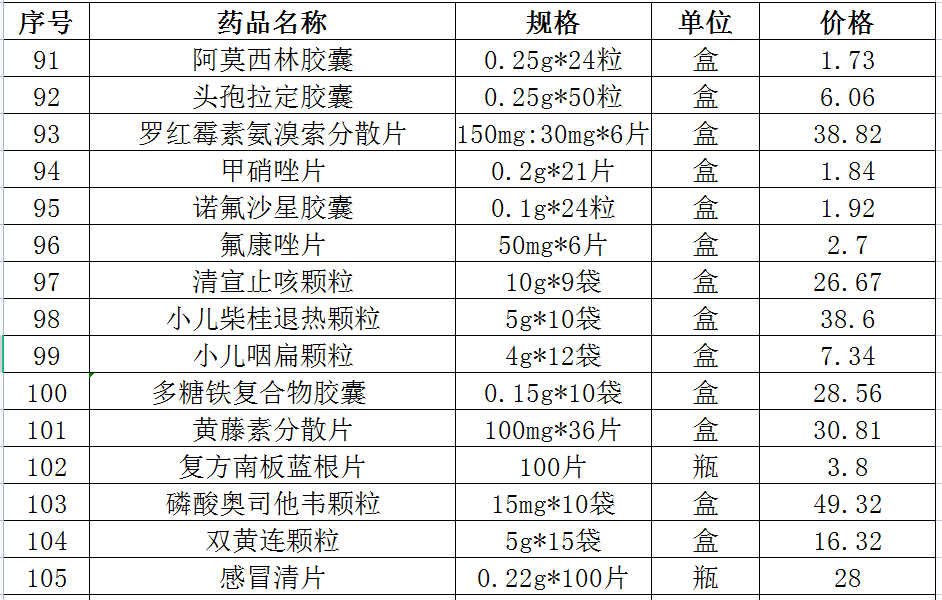 序号 药品名称 规格 单位 价格
91 阿莫西林胶囊 0.25g*24粒 盒 1.73
92 头孢拉定胶囊 0.25g*50粒 盒 6.06
93 罗红霉素氨溴索分散片 150mg:30mg*6片 盒 38.82
94 甲硝唑片 0.2g*21片 盒 1.84
95 诺氟沙星胶囊 0.1g*24粒 盒 1.92
96 氟康唑片 50mg*6片 盒 2.7
97 清宣止咳颗粒 10g*9袋 盒 26.67
98 小儿柴桂退热颗粒 5g*10袋 盒 38.6
99 小儿咽扁颗粒 4g*12袋 盒 7.34
100 多糖铁复合物胶囊 0.15g*10袋 盒 28.56
101 黄藤素分散片 100mg*36片 盒 30.81
102 复方南板蓝根片 100片 瓶 3.8
103 磷酸奥司他韦颗粒 15mg*10袋 盒 49.32
104 双黄连颗粒 5g*15袋 盒 16.32
105 感冒清片 0.22g*100片 瓶 28